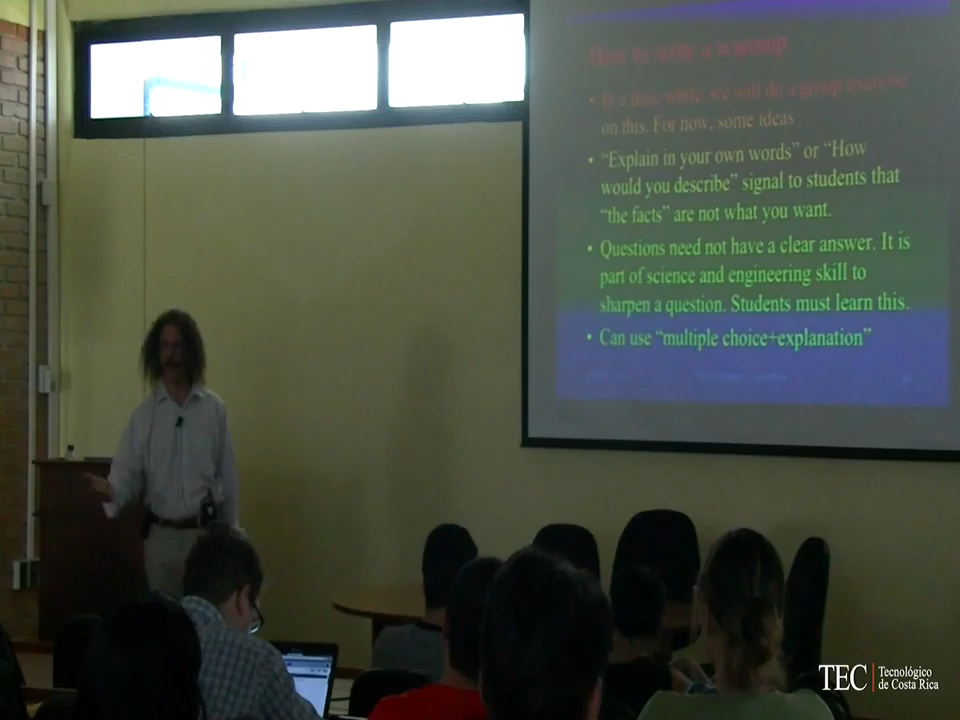 How to write a warmup
• In a little while, we will do a group exercise
on this. For now, some ideas
• “Explain in your own words” or “How
would you describe” signal to students that
“the facts” are not what you want.
• Questions need not have a clear answer. It is
part of science and engineering skill to
sharpen a question. Students must learn this.
• Can use “multiple choice+explanation”
TEC
Tecnológico
de Costa Rica